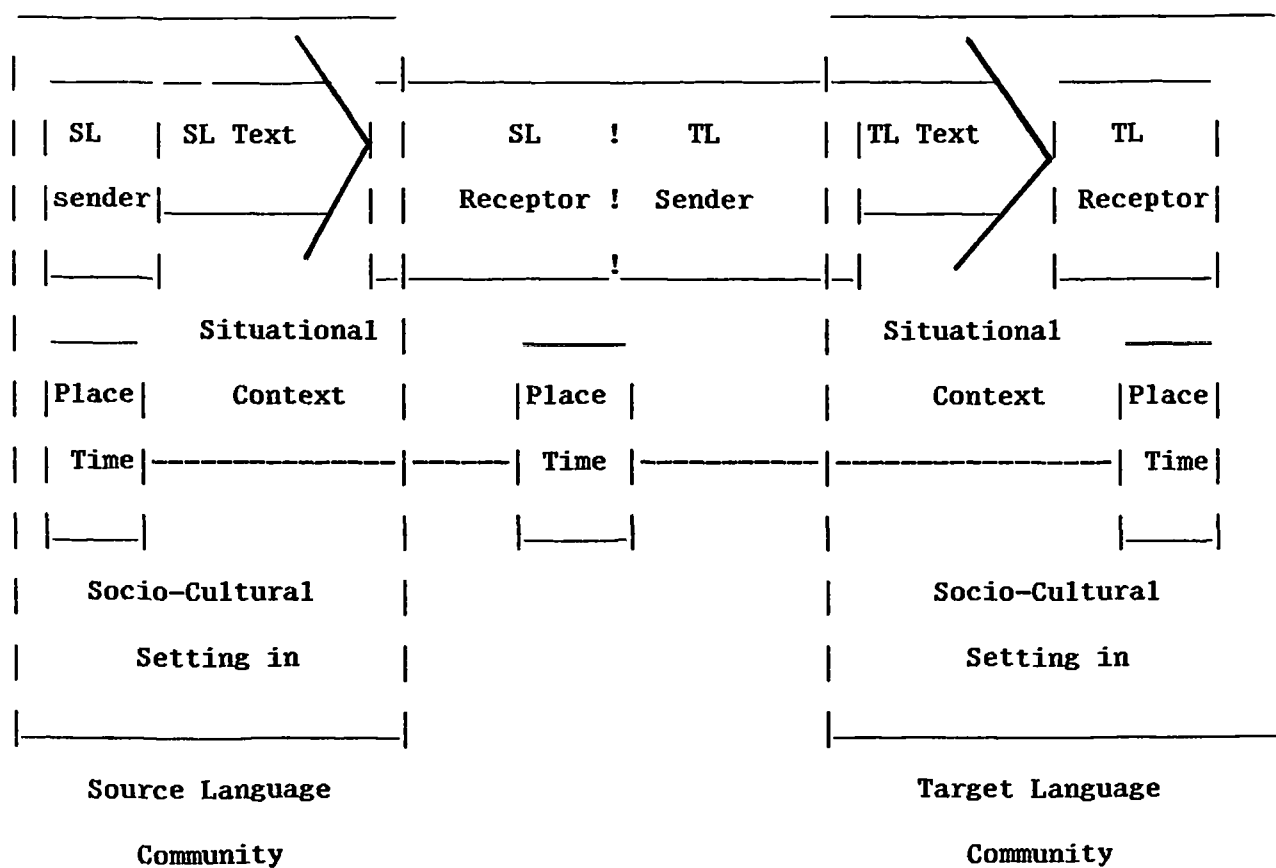 SL SL Text SL ! TL TL Text TL
sender Receptor ! Sender Receptor
!
Situational Situational
Place Context Place Context Place
Time Time Time
Socio-Cultural Socio-Cultural
Setting in Setting in
Source Language Target Language
Community Community